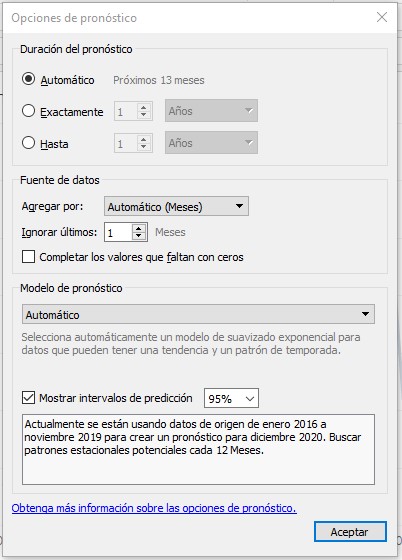 Opciones de pronóstico
Duración del pronóstico
Automático Próximos 13 meses
Exactamente 1 Años
Hasta 1 Años
Fuente de datos
Agregar por: Automático (Meses)
Ignorar últimos: 1 Meses
Completar los valores que faltan con ceros
Modelo de pronóstico
Automático
Selecciona automáticamente un modelo de suavizado exponencial para
datos que pueden tener una tendencia y un patrón de temporada.
Mostrar intervalos de predicción 95%
Actualmente se están usando datos de origen de enero 2016 a
noviembre 2019 para crear un pronóstico para diciembre 2020. Buscar
patrones estacionales potenciales cada 12 Meses.
Obtenga más información sobre las opciones de pronóstico.
Aceptar